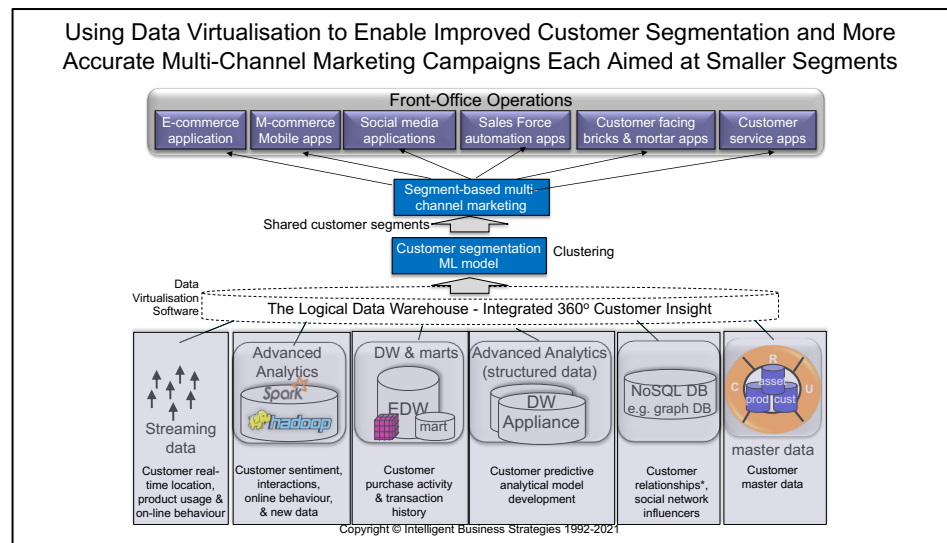 Using Data Virtualisation to Enable Improved Customer Segmentation and More
Accurate Multi-Channel Marketing Campaigns Each Aimed at Smaller Segments
Front-Office Operations
E-commerce
application
M-commerce
Mobile apps
Social media
applications
Sales Force
automation apps
Customer facing
bricks & mortar apps
Customer
service apps
Segment-based multi-
channel marketing
Shared customer segments
Customer segmentation
ML model
Clustering
Data
Virtualisation
Software
The Logical Data Warehouse - Integrated 360º Customer Insight
Streaming
data
Customer real-
time location,
product usage &
on-line behaviour
Advanced
Analytics
Spark
hadoop
Customer sentiment,
interactions,
online behaviour,
& new data
DW & marts
EDW
mart
Customer
purchase activity
& transaction
history
Advanced Analytics
(structured data)
DW
Appliance
Customer predictive
analytical model
development
NoSQL DB
e.g. graph DB
Customer
relationships*,
social network
influencers
C
R
U
asset
prod
cust
master data
Customer
master data
Copyright © Intelligent Business Strategies 1992-2021